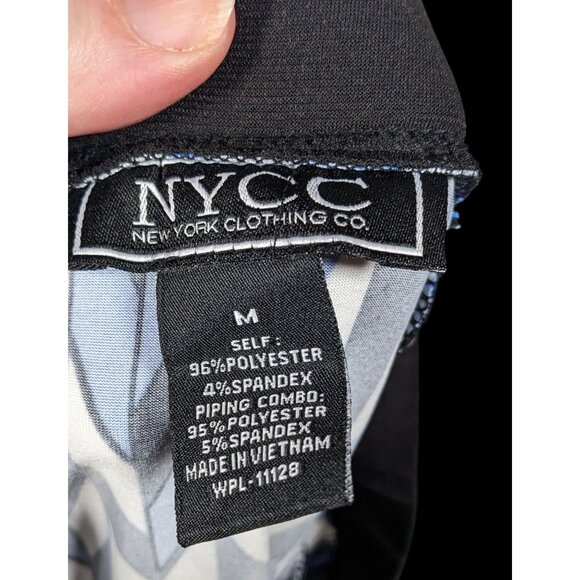 NYCC
NEW YORK CLOTHING CO.
M
SELF:
96%POLYESTER
4%SPANDEX
PIPING COMBO:
95%POLYESTER
5%SPANDEX
MADE IN VIETNAM
WPL-11128